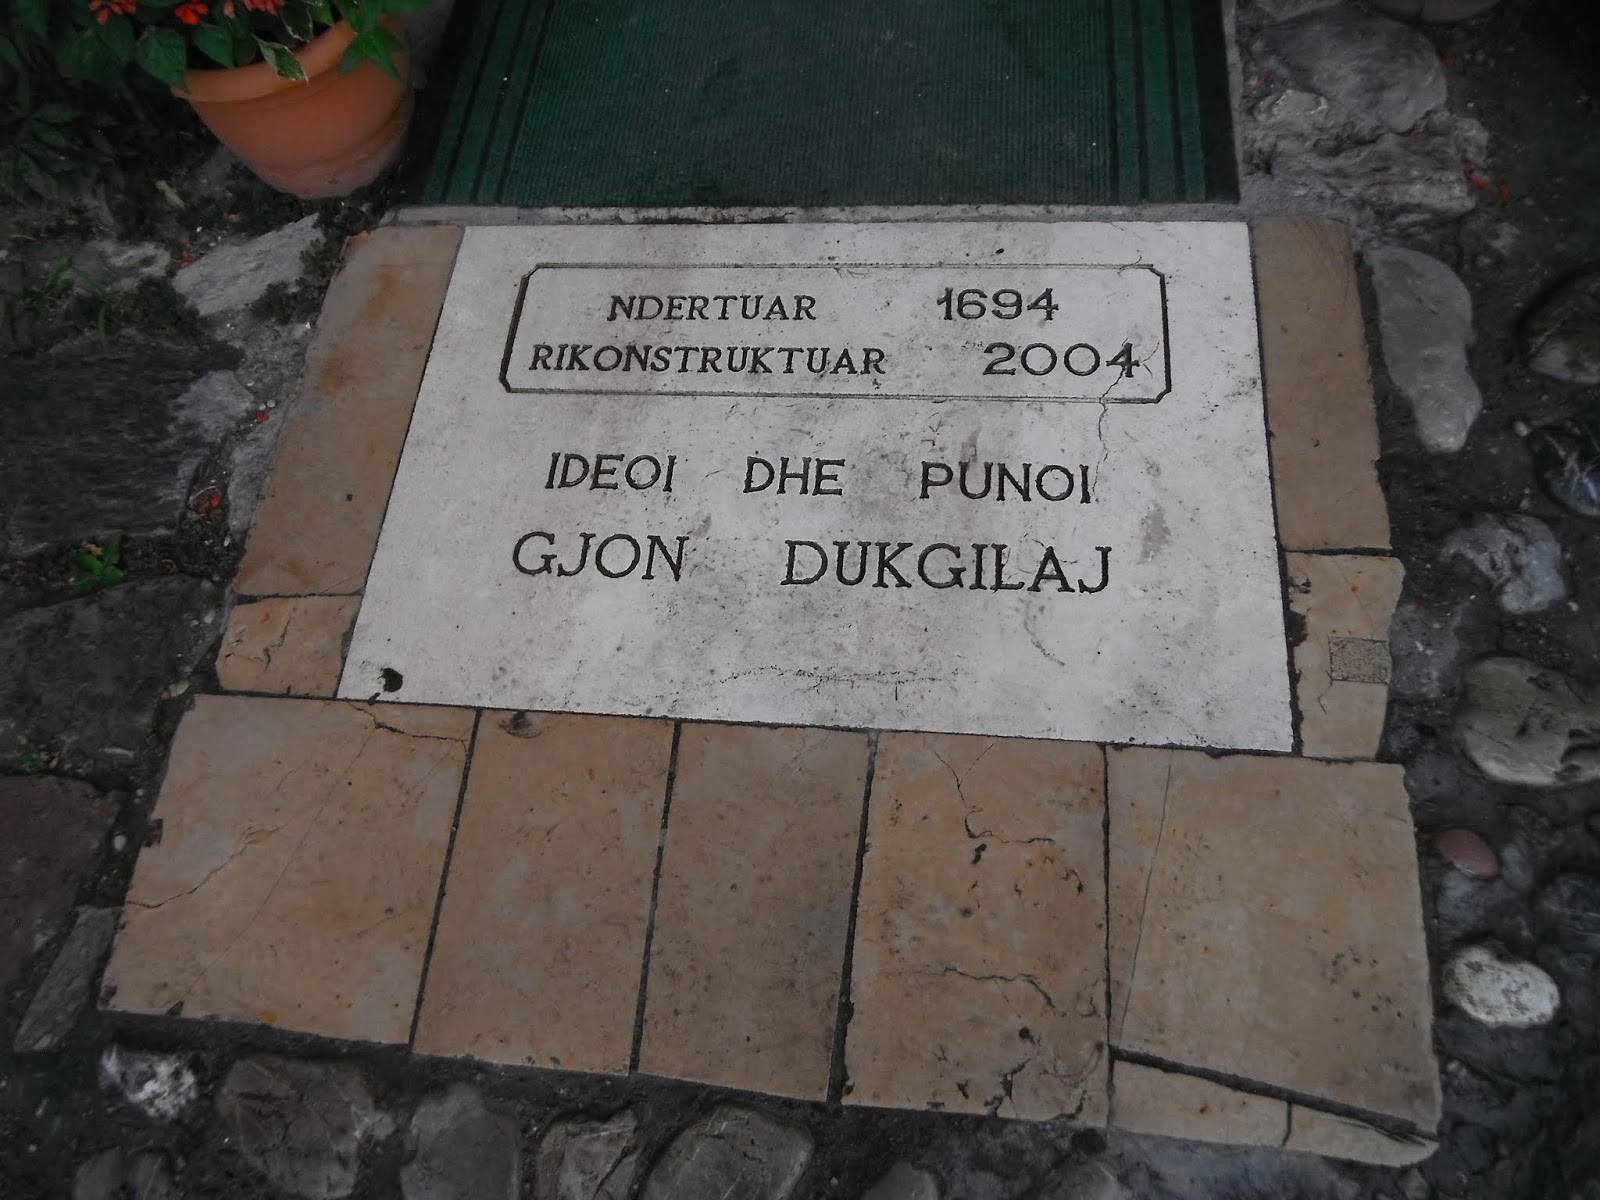 NDERTUAR 1694
RIKONSTRUKTUAR 2004
IDEOI DHE PUNOI
GJON DUKGILAJ